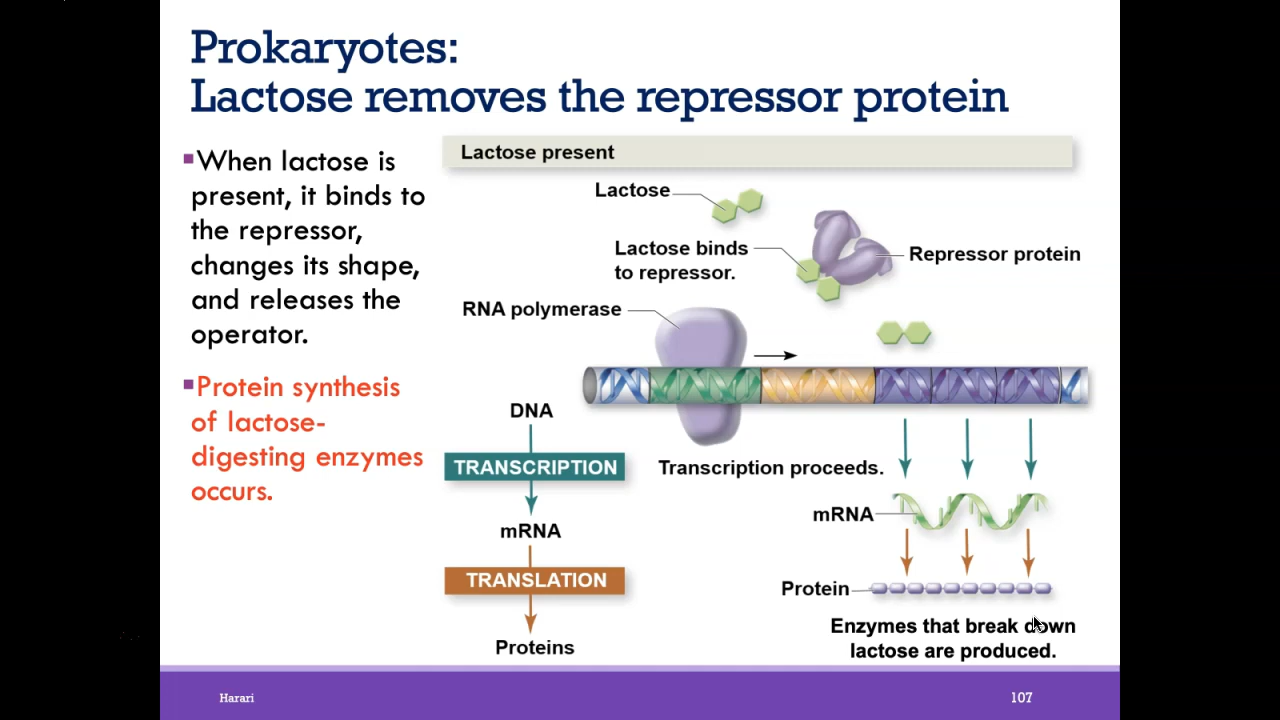 Prokaryotes:
Lactose removes the repressor protein
▪When lactose is
present, it binds to
the repressor,
changes its shape,
and releases the
operator.
▪Protein synthesis
of lactose-
digesting enzymes
occurs.
Lactose present
Lactose
Lactose binds
to repressor.
Repressor protein
RNA polymerase
DNA
TRANSCRIPTION
Transcription proceeds.
mRNA
mRNA
TRANSLATION
Protein
Enzymes that break down
lactose are produced.
Proteins
Harari
107